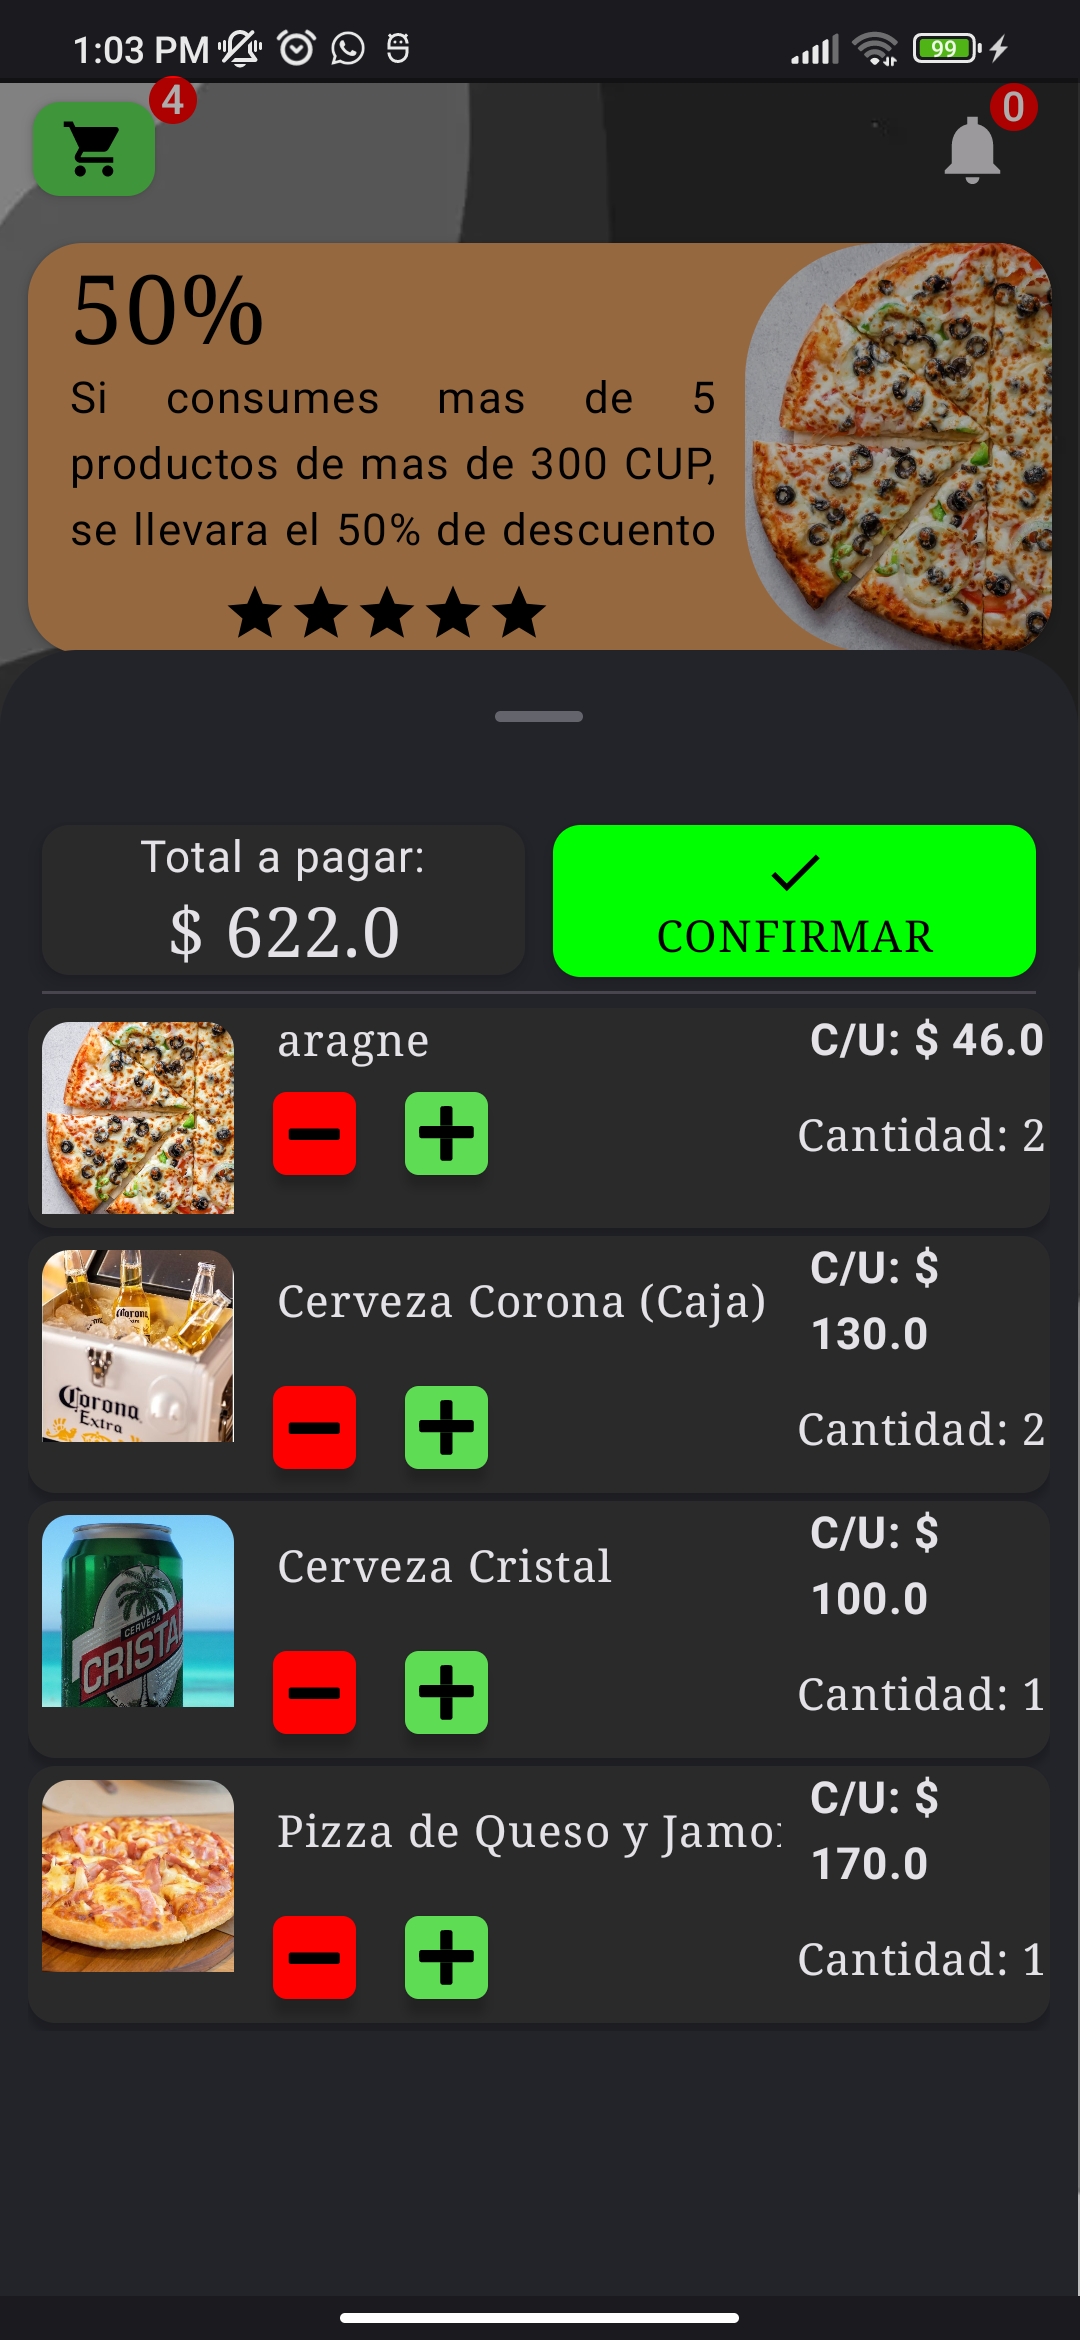 1:03 PM
99
4
0
50%
Si consumes mas de 5
productos de mas de 300 CUP,
se llevara el 50% de descuento
Total a pagar:
$ 622.0
CONFIRMAR
aragne
C/U: $ 46.0
Cantidad: 2
Corona
Corona
Extra
Cerveza Corona (Caja)
C/U: $
130.0
Cantidad: 2
CERVEZA
CRISTAL
Cerveza Cristal
C/U: $
100.0
Cantidad: 1
Pizza de Queso y Jamo
C/U: $
170.0
Cantidad: 1